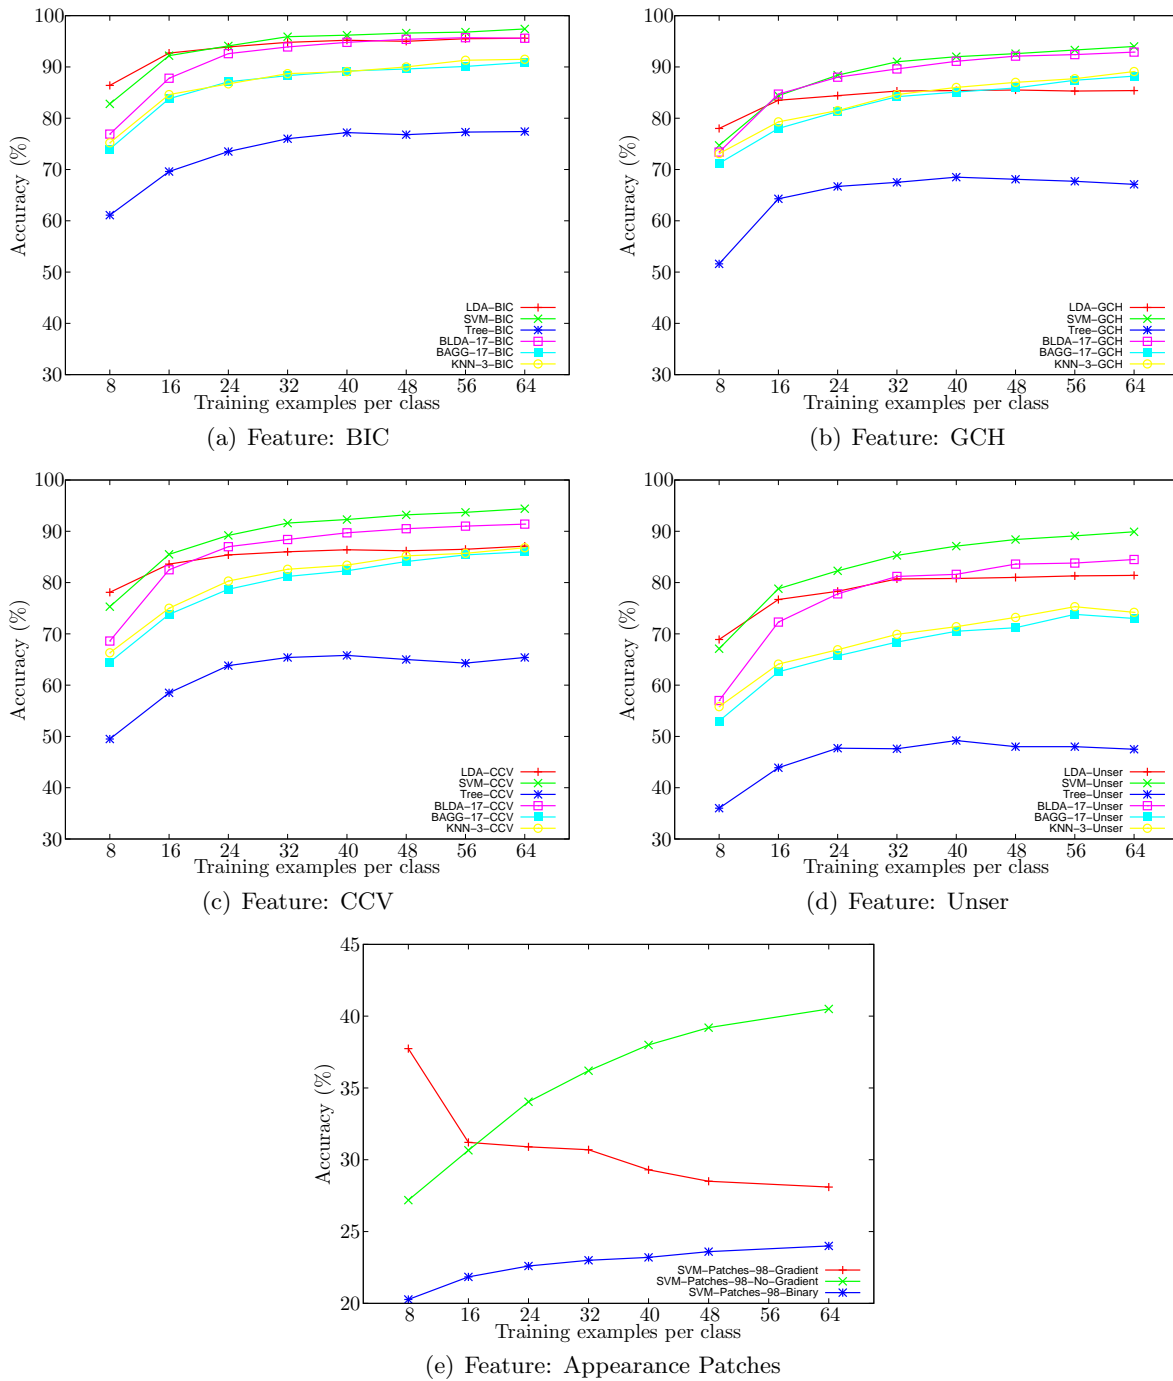 100
90
80
70
60
50
40
30
Accuracy (%)
LDA-BIC
SVM-BIC
Tree-BIC
BLDA-17-BIC
BAGG-17-BIC
KNN-3-BIC
8 16 24 32 40 48 56 64
Training examples per class
(a) Feature: BIC
100
90
80
70
60
50
40
30
Accuracy (%)
LDA-GCH
SVM-GCH
Tree-GCH
BLDA-17-GCH
BAGG-17-GCH
KNN-3-GCH
8 16 24 32 40 48 56 64
Training examples per class
(b) Feature: GCH
100
90
80
70
60
50
40
30
Accuracy (%)
LDA-CCV
SVM-CCV
Tree-CCV
BLDA-17-CCV
BAGG-17-CCV
KNN-3-CCV
8 16 24 32 40 48 56 64
Training examples per class
(c) Feature: CCV
100
90
80
70
60
50
40
30
Accuracy (%)
LDA-Unser
SVM-Unser
Tree-Unser
BLDA-17-Unser
BAGG-17-Unser
KNN-3-Unser
8 16 24 32 40 48 56 64
Training examples per class
(d) Feature: Unser
45
40
35
30
25
20
Accuracy (%)
SVM-Patches-98-Gradient
SVM-Patches-98-No-Gradient
SVM-Patches-98-Binary
8 16 24 32 40 48 56 64
Training examples per class
(e) Feature: Appearance Patches